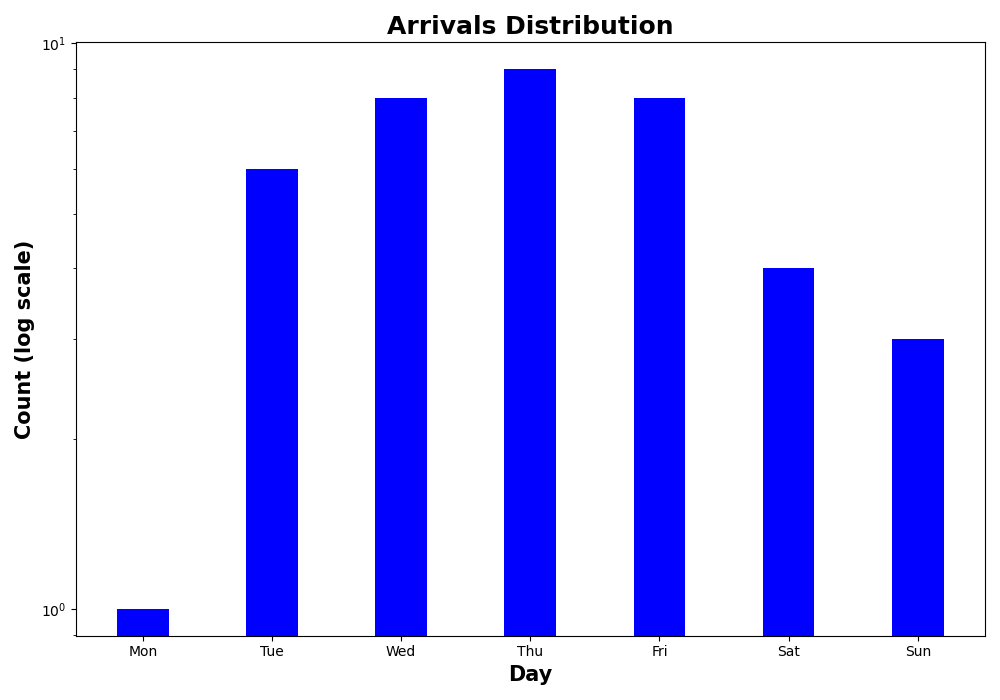 Arrivals Distribution
Count (log scale)
10¹
10⁰
Mon Tue Wed Thu Fri Sat Sun
Day